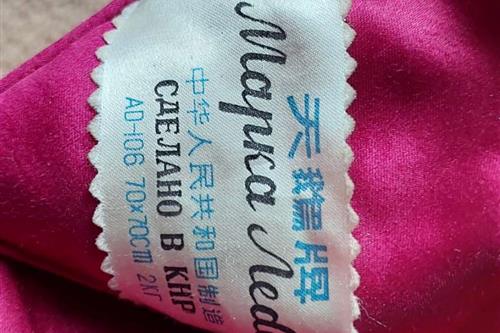 天鹅牌
Марка Леб
中华人民共和国制造
СДЕЛАНО В КНР
AD-106 70×70CM 2КГ